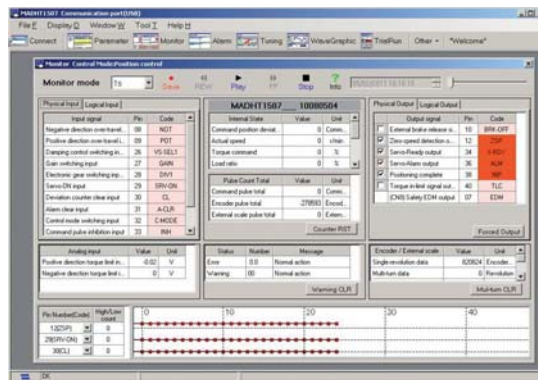 MADHT1507 Communication port(USB)
File F Display D Window W Tool T Help H
Connect Parameter Monitor Alarm Tuning WaveGraphic TrialRun Other *Welcome*
Monitor Control Mode:Position control
Monitor mode 1s Save REW Play FF Stop Info
Physical Input Logical Input
Input signal Pin Code
Negative direction over-travel... 08 NOT
Positive direction over-travel... 09 POT
Damping control switching in... 26 VS-SEL1
Gain switching input 27 GAIN
Electronic gear switching inp... 28 DIV1
Servo-ON input 29 SRV-ON
Deviation counter clear input 30 CL
Alarm clear input 31 A-CLR
Control mode switching input 32 C-MODE
Command pulse inhibition input 33 INH
MADHT1507 10080504
Internal State Value Unit
Command position deviat... 0 Comm...
Actual speed 0 r/min
Torque command 0 %
Load ratio 0 %
Pulse Count Total Value Unit
Command pulse total 0 Comm...
Encoder pulse total Encod...
External scale pulse total 0 Extern...
Counter RST
Physical Output Logical Output
Output signal Pin Code
External brake release o... 10 BRK-OFF
Zero-speed detection o... 12 ZSP
Servo-Ready output 34 S-RDY
Servo-Alarm output 36 ALM
Positioning complete 38 INP
Torque in-limit signal out... 40 TLC
(CN8) Safety EDM output 07 EDM
Forced Output
Analog input Value Unit
Positive direction torque limit in... -0.02 V
Negative direction torque limit i... 0 V
Status Number Message
Error 0.0 Normal action
Warning 00 Normal action
Warning CLR
Encoder / External scale Value Unit
Single-revolution data 820824 Encoder...
Multi-turn data 0 Revolution
Multi-turn CLR
Pin Number(Code) High/Low count
12(ZSP) 0
29(SRV-ON) 0
30(CL) 0
0 10 20 30 40
OK